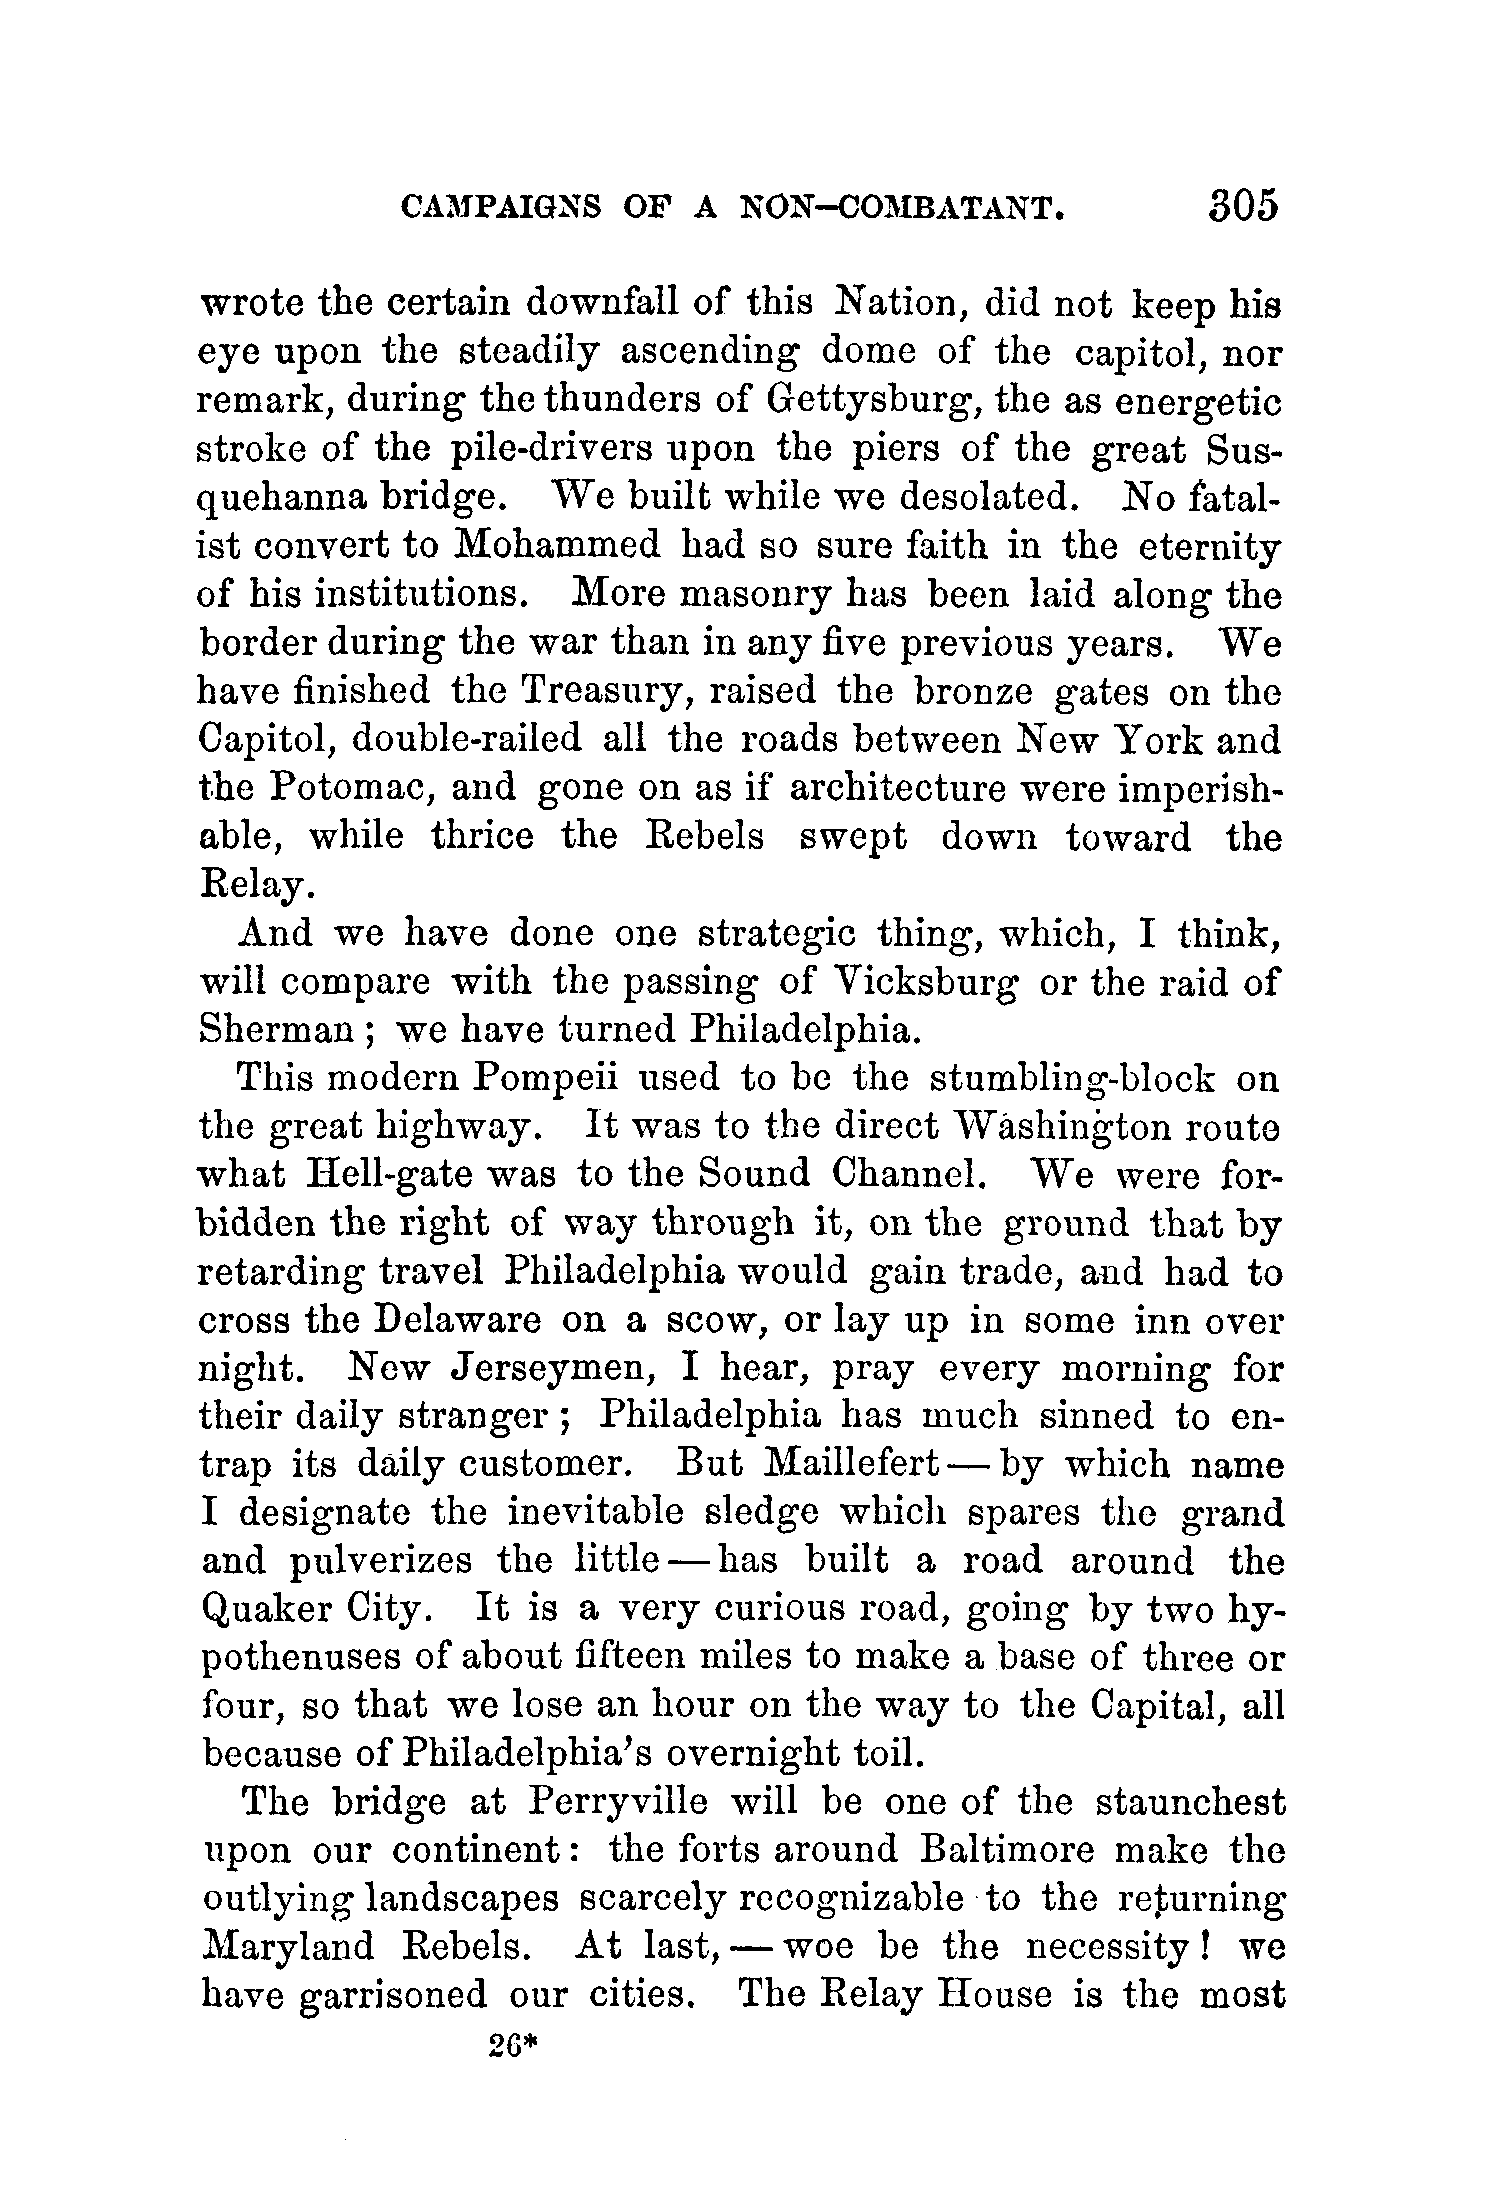 CAMPAIGNS OF A NON-COMBATANT. 305
wrote the certain downfall of this Nation, did not keep his
eye upon the steadily ascending dome of the capitol, nor
remark, during the thunders of Gettysburg, the as energetic
stroke of the pile-drivers upon the piers of the great Sus-
quehanna bridge. We built while we desolated. No fatal-
ist convert to Mohammed had so sure faith in the eternity
of his institutions. More masonry has been laid along the
border during the war than in any five previous years. We
have finished the Treasury, raised the bronze gates on the
Capitol, double-railed all the roads between New York and
the Potomac, and gone on as if architecture were imperish-
able, while thrice the Rebels swept down toward the
Relay.
And we have done one strategic thing, which, I think,
will compare with the passing of Vicksburg or the raid of
Sherman; we have turned Philadelphia.
This modern Pompeii used to be the stumbling-block on
the great highway. It was to the direct Washington route
what Hell-gate was to the Sound Channel. We were for-
bidden the right of way through it, on the ground that by
retarding travel Philadelphia would gain trade, and had to
cross the Delaware on a scow, or lay up in some inn over
night. New Jerseymen, I hear, pray every morning for
their daily stranger; Philadelphia has much sinned to en-
trap its daily customer. But Maillefert — by which name
I designate the inevitable sledge which spares the grand
and pulverizes the little — has built a road around the
Quaker City. It is a very curious road, going by two hy-
pothenuses of about fifteen miles to make a base of three or
four, so that we lose an hour on the way to the Capital, all
because of Philadelphia's overnight toil.
The bridge at Perryville will be one of the staunchest
upon our continent: the forts around Baltimore make the
outlying landscapes scarcely recognizable to the returning
Maryland Rebels. At last, — woe be the necessity! we
have garrisoned our cities. The Relay House is the most
26*